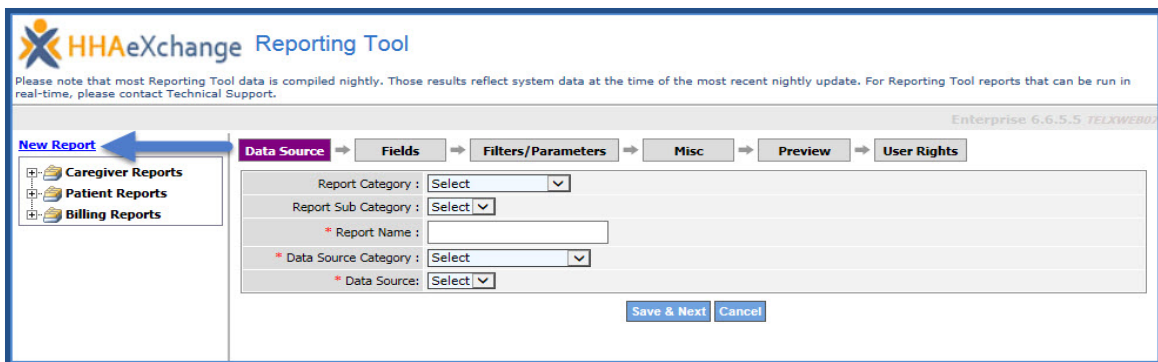 HHAeXchange Reporting Tool
Please note that most Reporting Tool data is compiled nightly. Those results reflect system data at the time of the most recent nightly update. For Reporting Tool reports that can be run in
real-time, please contact Technical Support.
Enterprise 6.6.5.5 TELXWEB07
New Report
Caregiver Reports
Patient Reports
Billing Reports
Data Source Fields Filters/Parameters Misc Preview User Rights
Report Category : Select
Report Sub Category : Select
* Report Name :
* Data Source Category : Select
* Data Source: Select
Save & Next Cancel